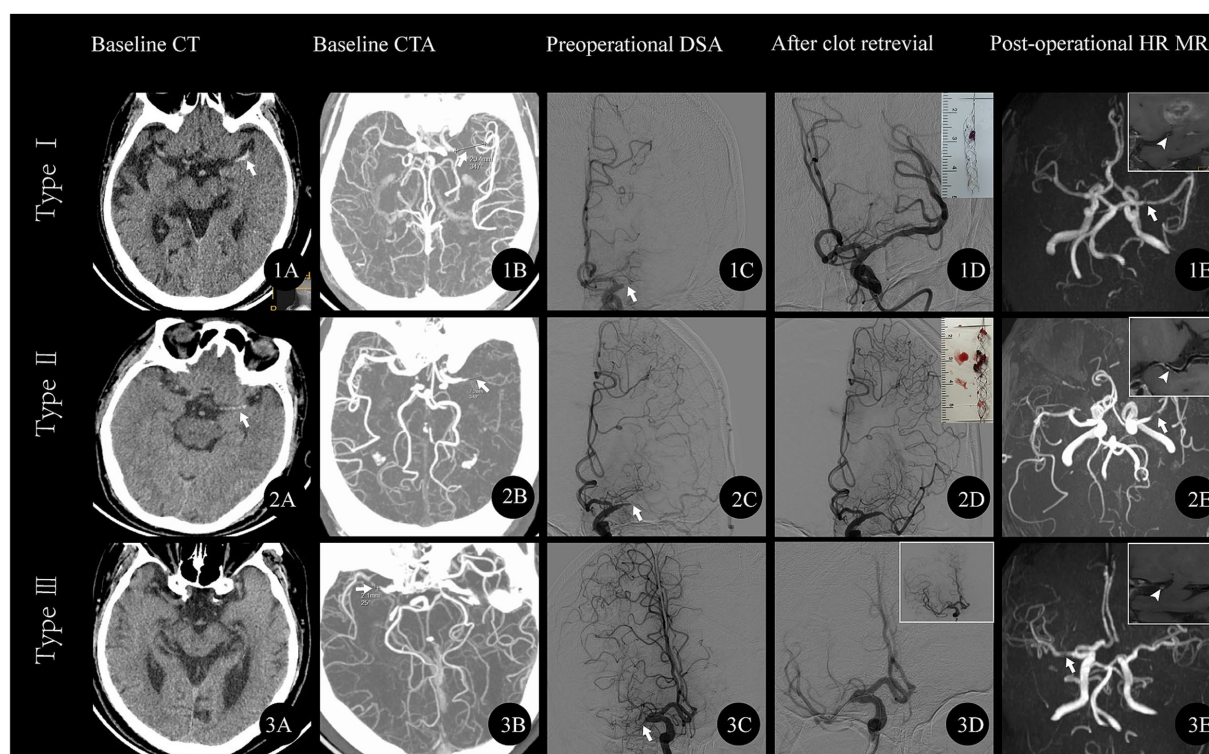 Baseline CT Baseline CTA Preoperational DSA After clot retrevial Post-operational HR MR
Type Ⅰ
1A 1B 1C 1D 1E
Type Ⅱ
2A 2B 2C 2D 2E
Type Ⅲ
3A 3B 3C 3D 3E